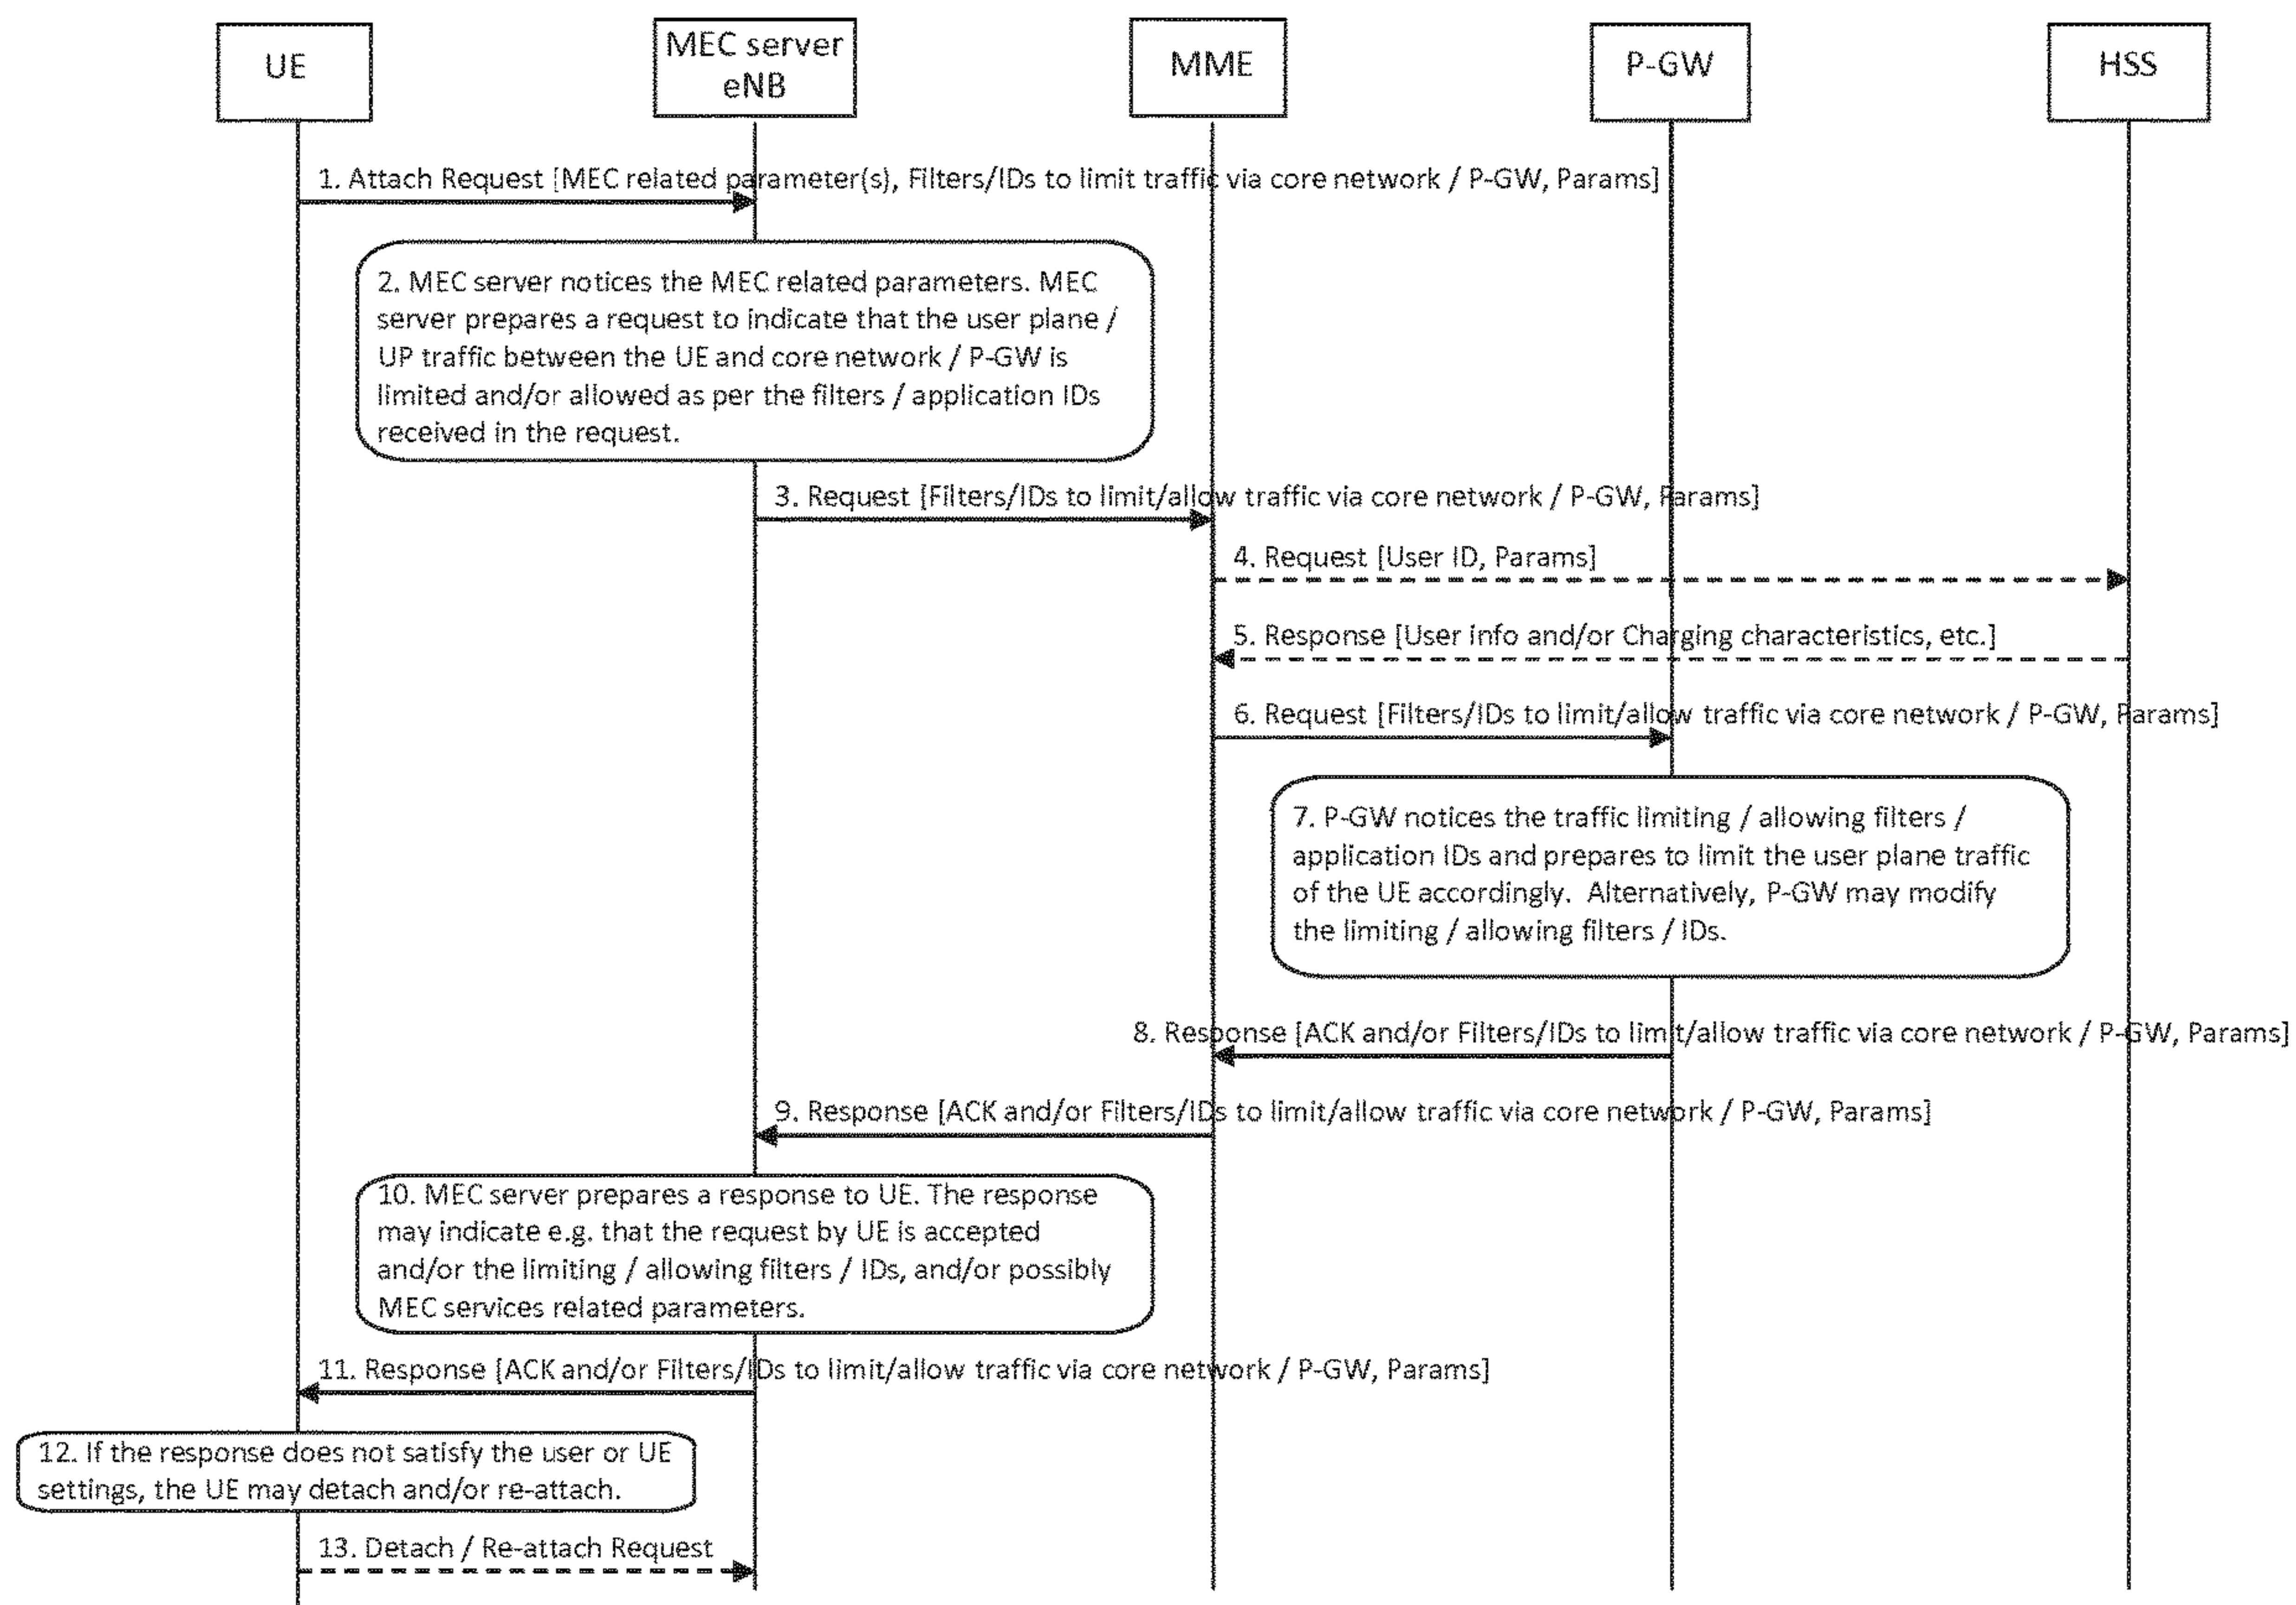 UE
MEC server
eNB
MME
P-GW
HSS
1. Attach Request [MEC related parameter(s), Filters/IDs to limit traffic via core network / P-GW, Params]
2. MEC server notices the MEC related parameters. MEC
server prepares a request to indicate that the user plane /
UP traffic between the UE and core network / P-GW is
limited and/or allowed as per the filters / application IDs
received in the request.
3. Request [Filters/IDs to limit/allow traffic via core network / P-GW, Params]
4. Request [User ID, Params]
5. Response [User info and/or Charging characteristics, etc.]
6. Request [Filters/IDs to limit/allow traffic via core network / P-GW, Params]
7. P-GW notices the traffic limiting / allowing filters /
application IDs and prepares to limit the user plane traffic
of the UE accordingly. Alternatively, P-GW may modify
the limiting / allowing filters / IDs.
8. Response [ACK and/or Filters/IDs to limit/allow traffic via core network / P-GW, Params]
9. Response [ACK and/or Filters/IDs to limit/allow traffic via core network / P-GW, Params]
10. MEC server prepares a response to UE. The response
may indicate e.g. that the request by UE is accepted
and/or the limiting / allowing filters / IDs, and/or possibly
MEC services related parameters.
11. Response [ACK and/or Filters/IDs to limit/allow traffic via core network / P-GW, Params]
12. If the response does not satisfy the user or UE
settings, the UE may detach and/or re-attach.
13. Detach / Re-attach Request